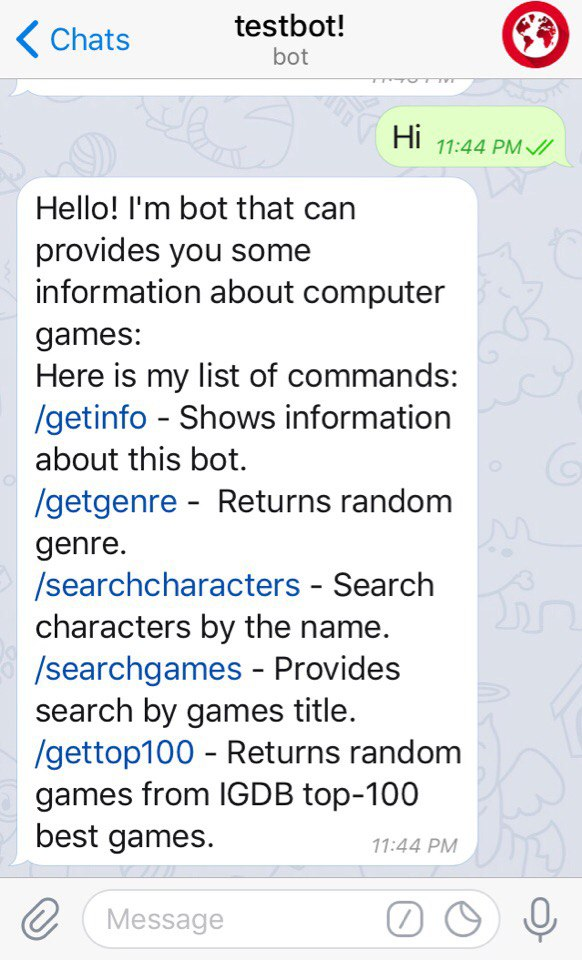 Chats
testbot!
bot
Hi 11:44 PM
Hello! I'm bot that can
provides you some
information about computer
games:
Here is my list of commands:
/getinfo - Shows information
about this bot.
/getgenre -  Returns random
genre.
/searchcharacters - Search
characters by the name.
/searchgames - Provides
search by games title.
/gettop100 - Returns random
games from IGDB top-100
best games.
11:44 PM
Message